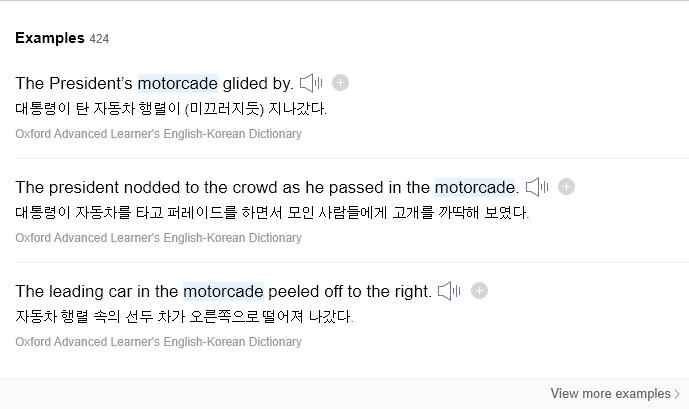 Examples 424
The President's motorcade glided by.
대통령이 탄 자동차 행렬이 (미끄러지듯) 지나갔다.
Oxford Advanced Learner's English-Korean Dictionary
The president nodded to the crowd as he passed in the motorcade.
대통령이 자동차를 타고 퍼레이드를 하면서 모인 사람들에게 고개를 까딱해 보였다.
Oxford Advanced Learner's English-Korean Dictionary
The leading car in the motorcade peeled off to the right.
자동차 행렬 속의 선두 차가 오른쪽으로 떨어져 나갔다.
Oxford Advanced Learner's English-Korean Dictionary
View more examples >